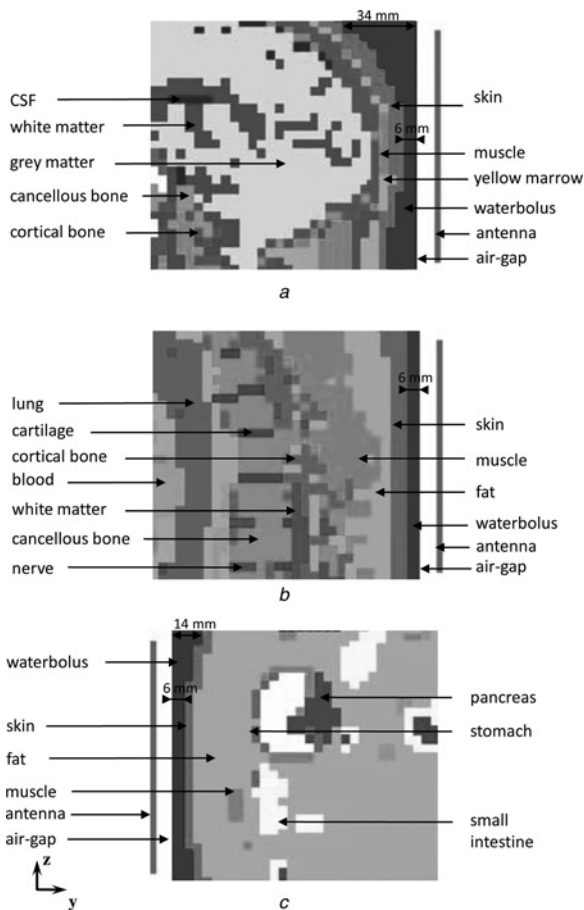 34 mm
CSF
white matter
grey matter
cancellous bone
cortical bone
skin
6 mm
muscle
yellow marrow
waterbolus
antenna
air-gap
a
lung
cartilage
cortical bone
blood
white matter
cancellous bone
nerve
6 mm
skin
muscle
fat
waterbolus
antenna
air-gap
b
14 mm
waterbolus
6 mm
skin
fat
muscle
antenna
air-gap
pancreas
stomach
small
intestine
z
y
c